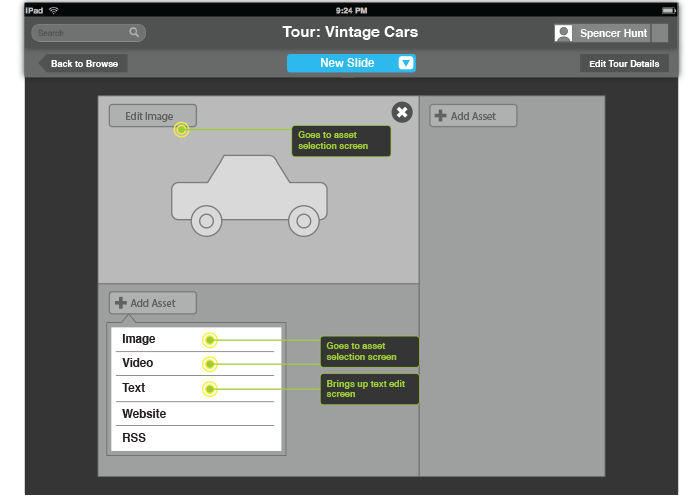 iPad
9:24 PM
Search
Tour: Vintage Cars
Spencer Hunt
Back to Browse
New Slide
Edit Tour Details
Edit Image
Goes to asset
selection screen
Add Asset
Add Asset
Image
Video
Text
Website
RSS
Goes to asset
selection screen
Brings up text edit
screen